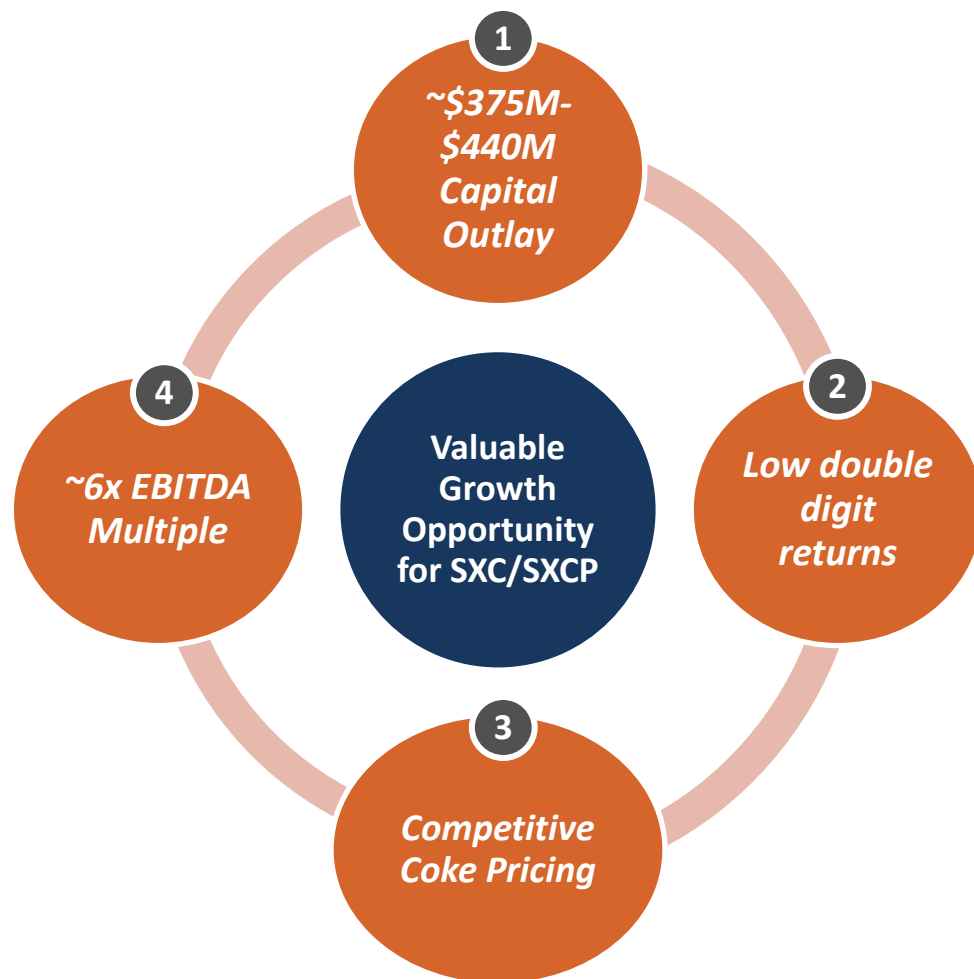 1
~$375M-
$440M
Capital
Outlay
2
Low double
digit
returns
3
Competitive
Coke Pricing
4
~6x EBITDA
Multiple
Valuable
Growth
Opportunity
for SXC/SXCP